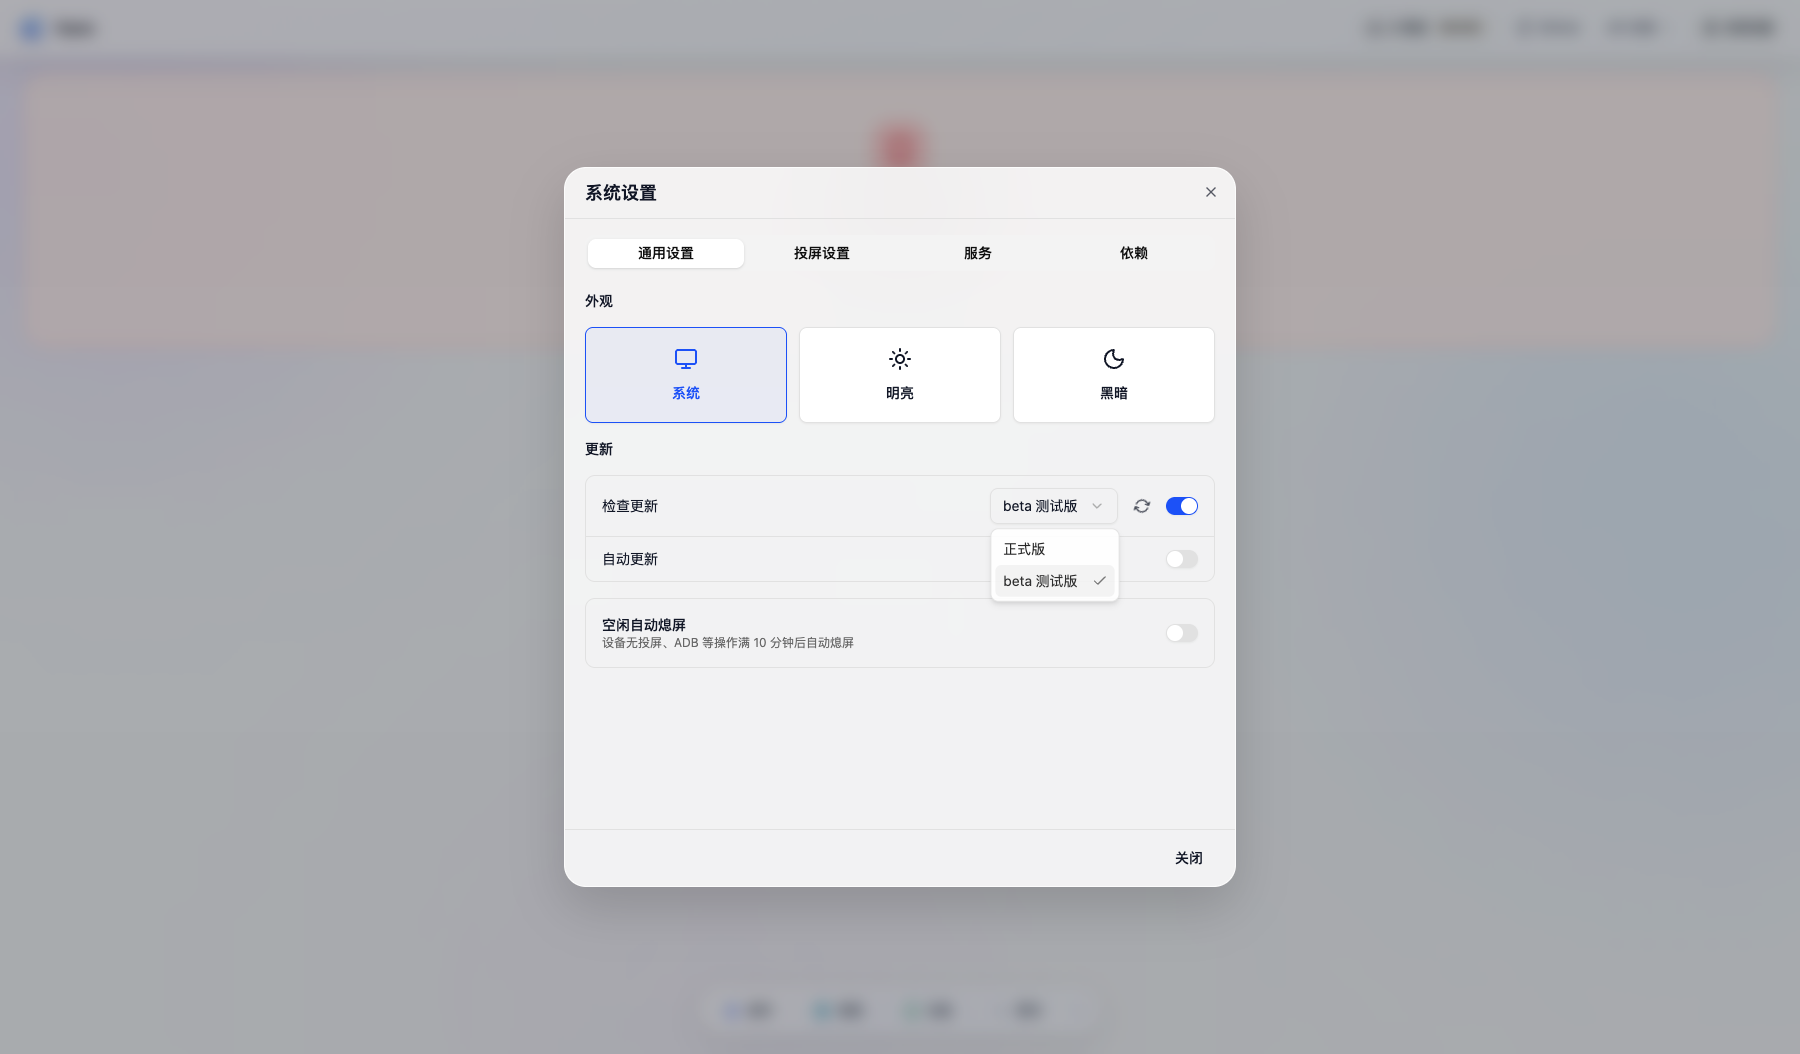 系统设置
通用设置
投屏设置
服务
依赖
外观
系统
明亮
黑暗
更新
检查更新
beta 测试版
正式版
自动更新
beta 测试版
空闲自动熄屏
设备无投屏、ADB 等操作满 10 分钟后自动熄屏
关闭